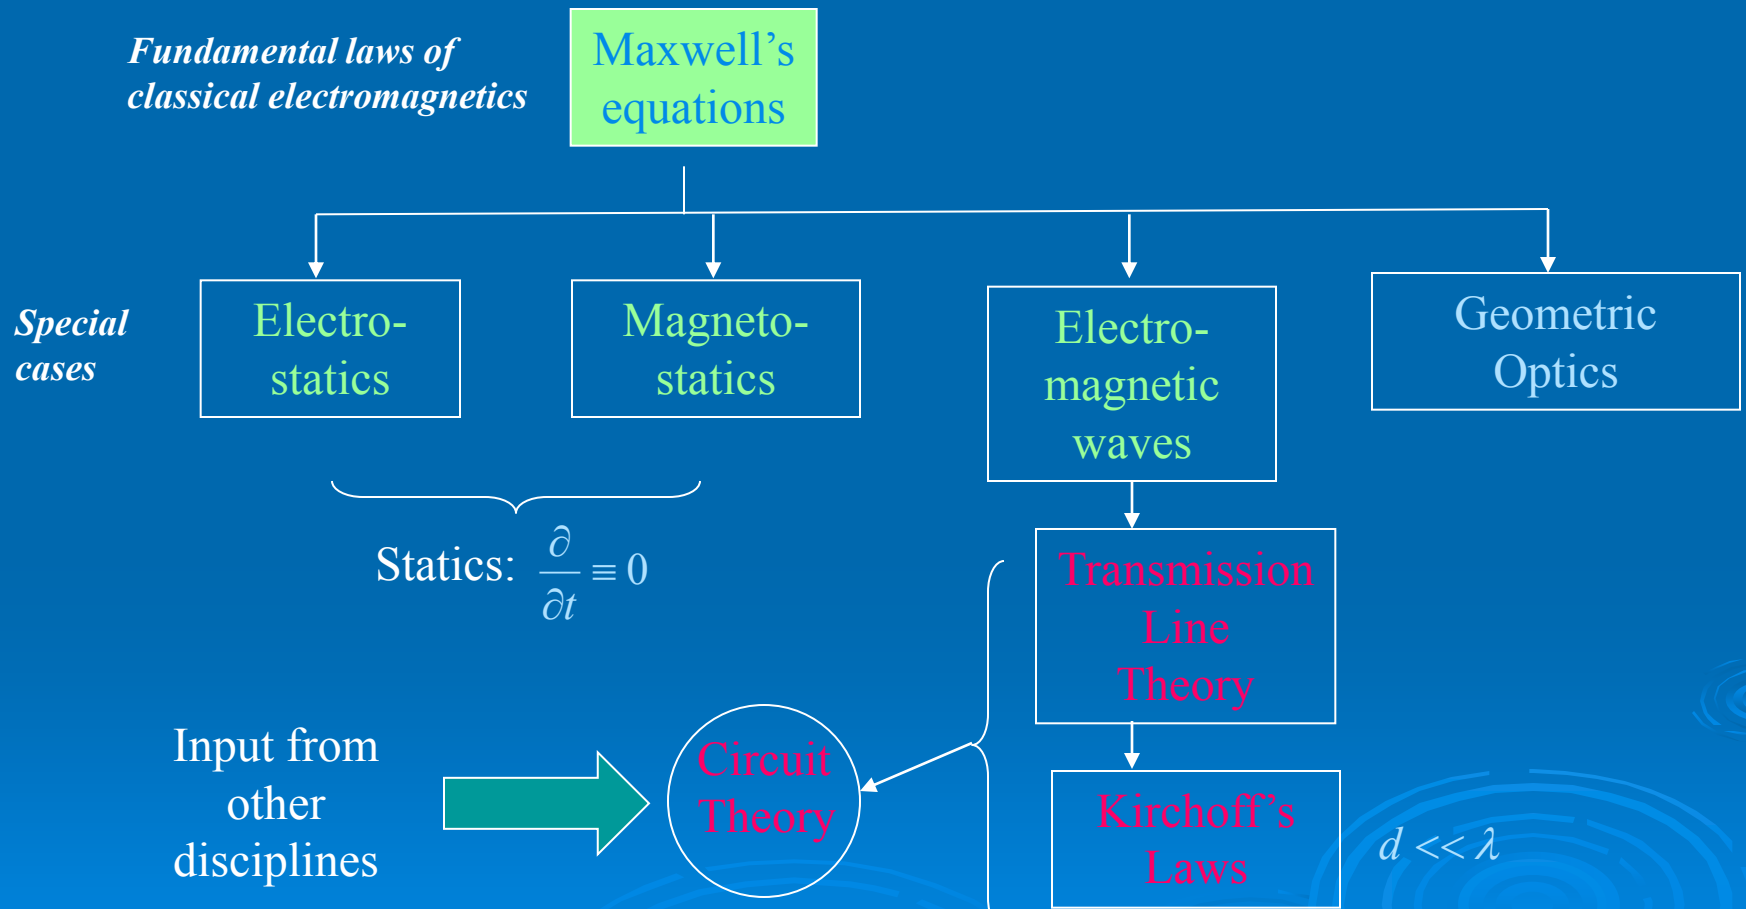 Fundamental laws of
classical electromagnetics
Maxwell’s
equations
Special
cases
Electro-
statics
Magneto-
statics
Electro-
magnetic
waves
Geometric
Optics
Statics: ∂/∂t ≡ 0
Transmission
Line
Theory
Input from
other
disciplines
Circuit
Theory
Kirchoff’s
Laws
d << λ